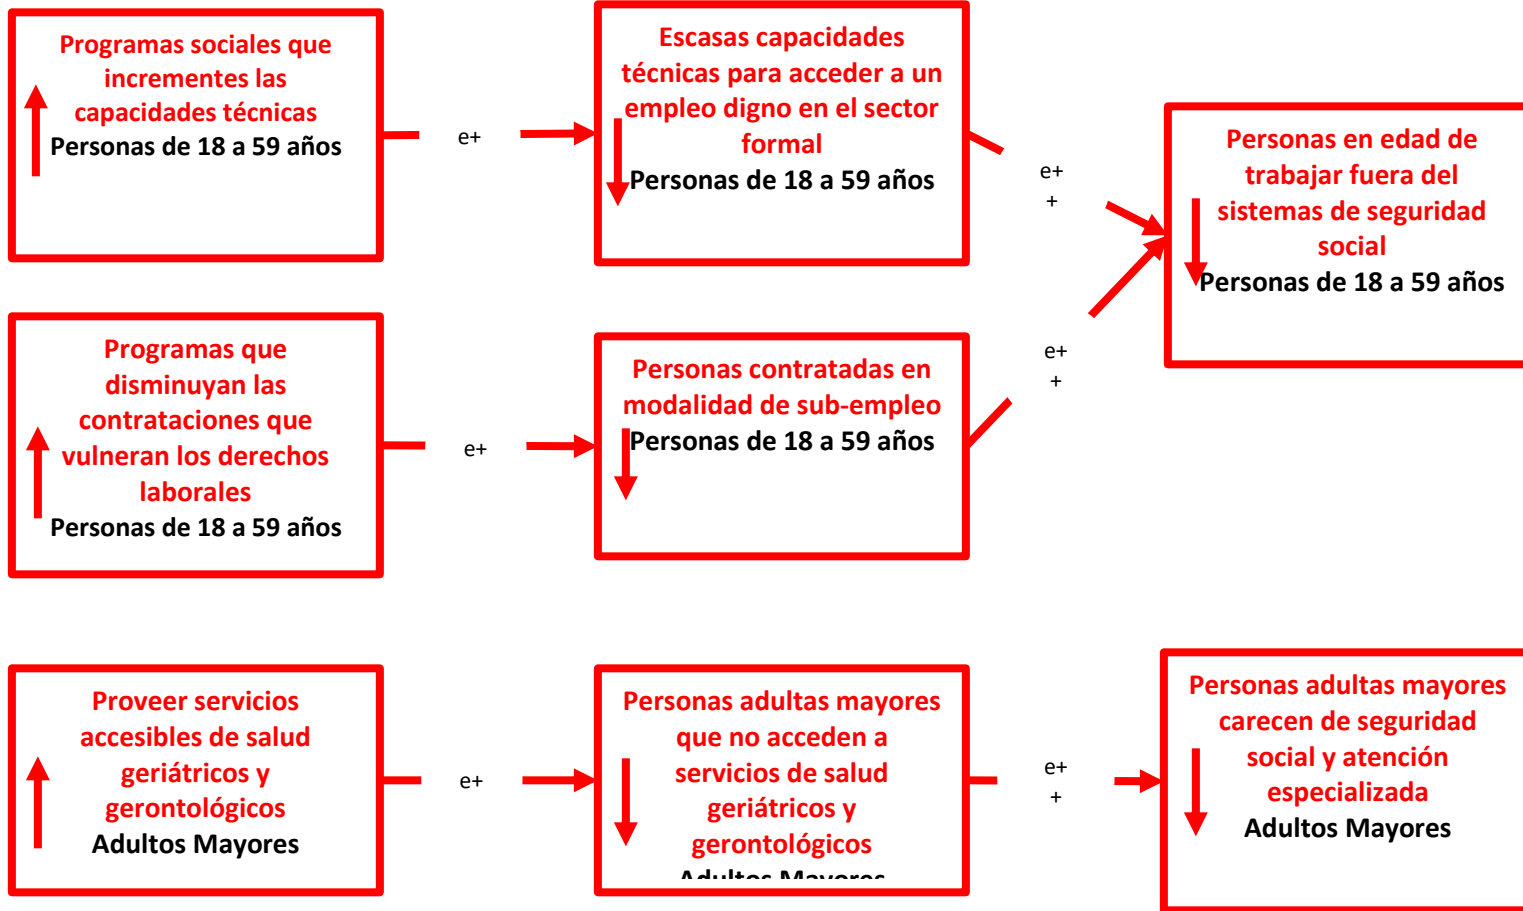 Programas sociales que
incrementes las
capacidades técnicas
Personas de 18 a 59 años
e+
Escasas capacidades
técnicas para acceder a un
empleo digno en el sector
formal
Personas de 18 a 59 años
e+
+
Personas en edad de
trabajar fuera del
sistemas de seguridad
social
Personas de 18 a 59 años
Programas que
disminuyan las
contrataciones que
vulneran los derechos
laborales
Personas de 18 a 59 años
e+
Personas contratadas en
modalidad de sub-empleo
Personas de 18 a 59 años
e+
+
Proveer servicios
accesibles de salud
geriátricos y
gerontológicos
Adultos Mayores
e+
Personas adultas mayores
que no acceden a
servicios de salud
geriátricos y
gerontológicos
Adultos Mayores
e+
+
Personas adultas mayores
carecen de seguridad
social y atención
especializada
Adultos Mayores